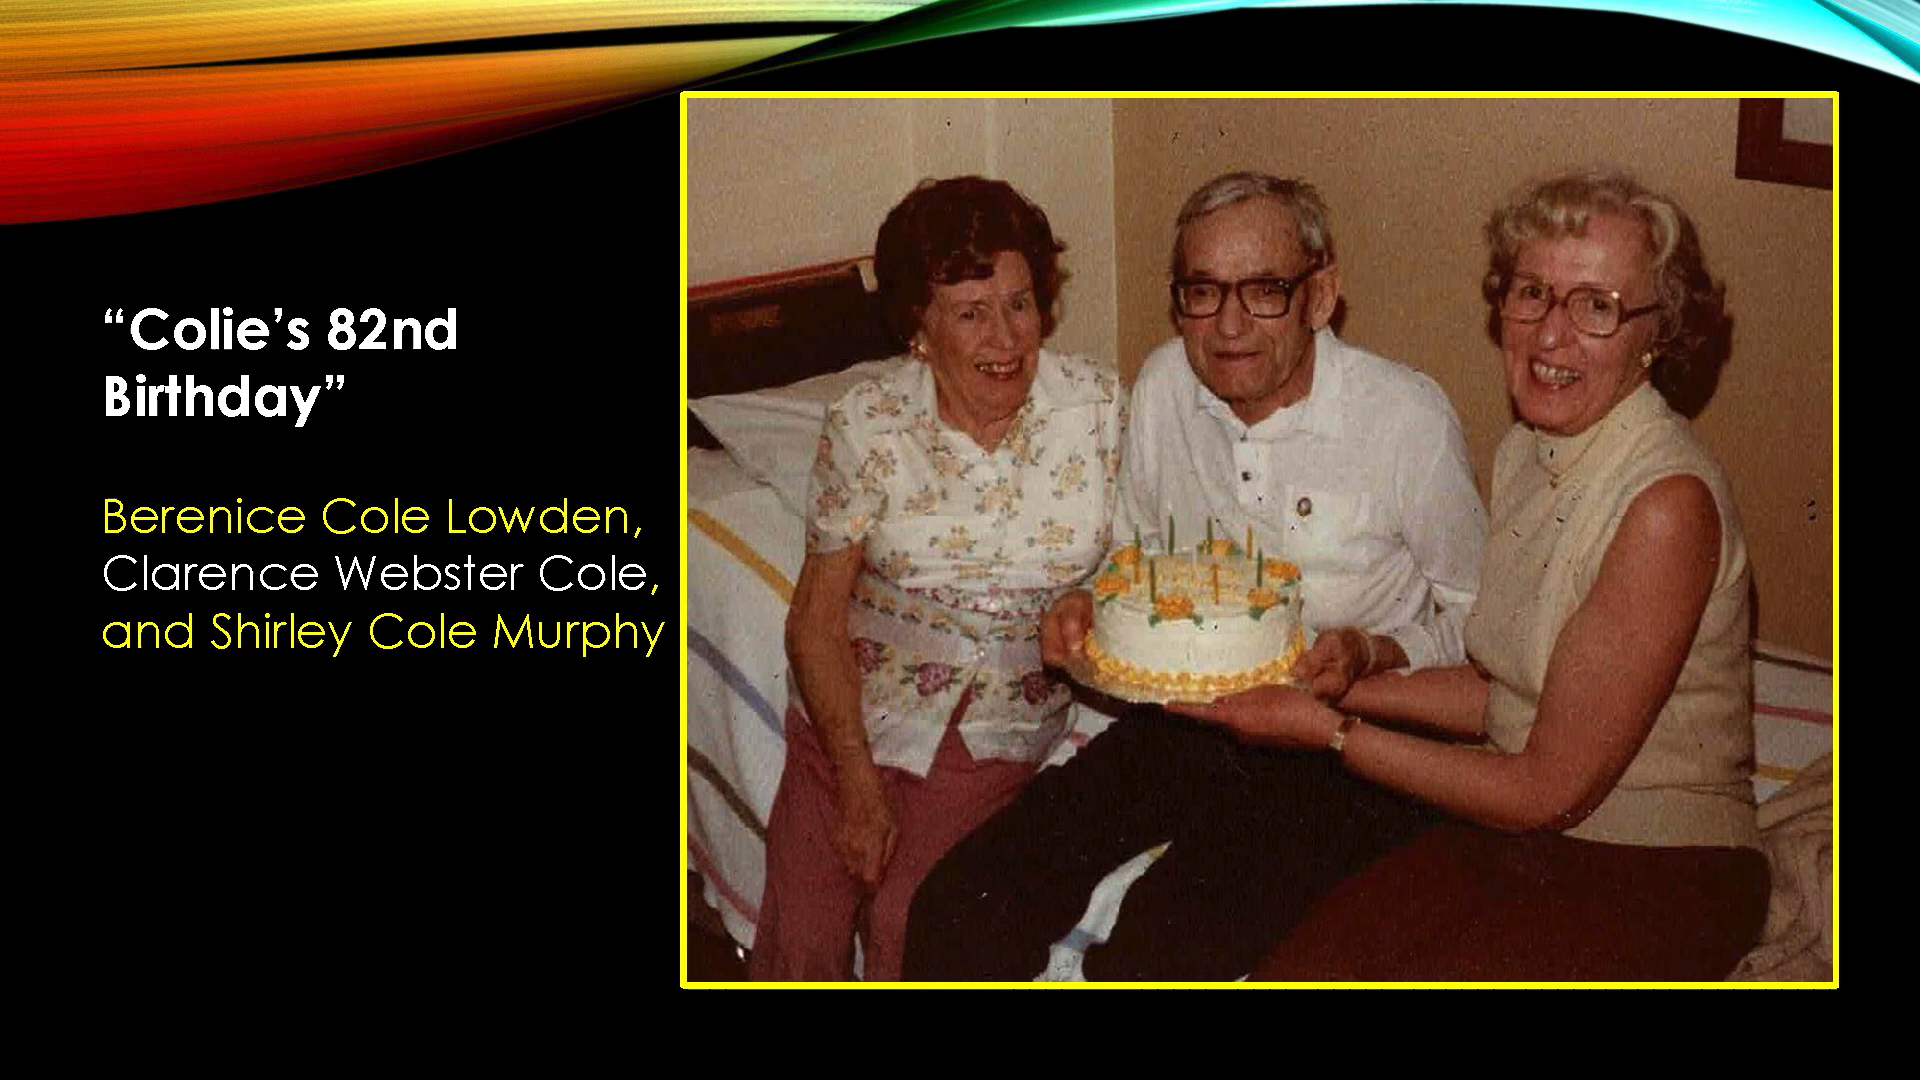 “Colie’s 82nd
Birthday”
Berenice Cole Lowden,
Clarence Webster Cole,
and Shirley Cole Murphy